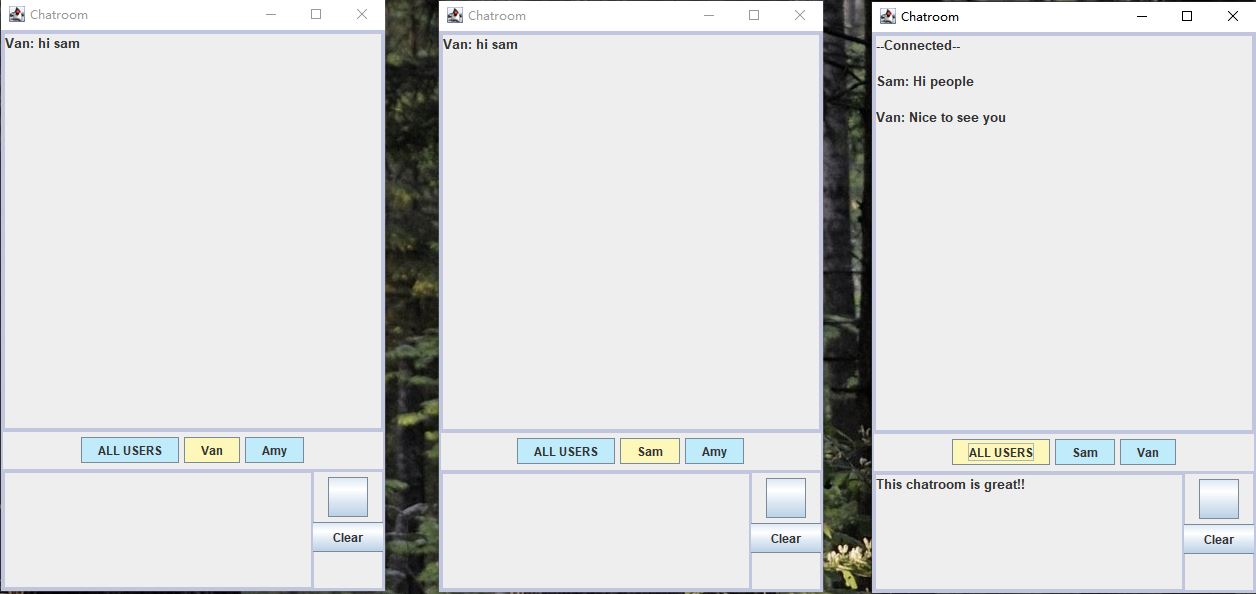 Chatroom
Van: hi sam
ALL USERS
Van
Amy
Clear
Chatroom
Van: hi sam
ALL USERS
Sam
Amy
Clear
Chatroom
--Connected--
Sam: Hi people
Van: Nice to see you
ALL USERS
Sam
Van
This chatroom is great!!
Clear